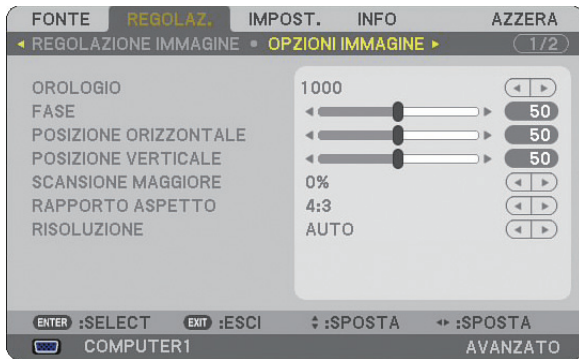 FONTE REGOLAZ. IMPOST. INFO AZZERA
REGOLAZIONE IMMAGINE • OPZIONI IMMAGINE 1/2
OROLOGIO 1000
FASE 50
POSIZIONE ORIZZONTALE 50
POSIZIONE VERTICALE 50
SCANSIONE MAGGIORE 0%
RAPPORTO ASPETTO 4:3
RISOLUZIONE AUTO
ENTER :SELECT EXIT :ESCI :SPOSTA :SPOSTA
COMPUTER1 AVANZATO